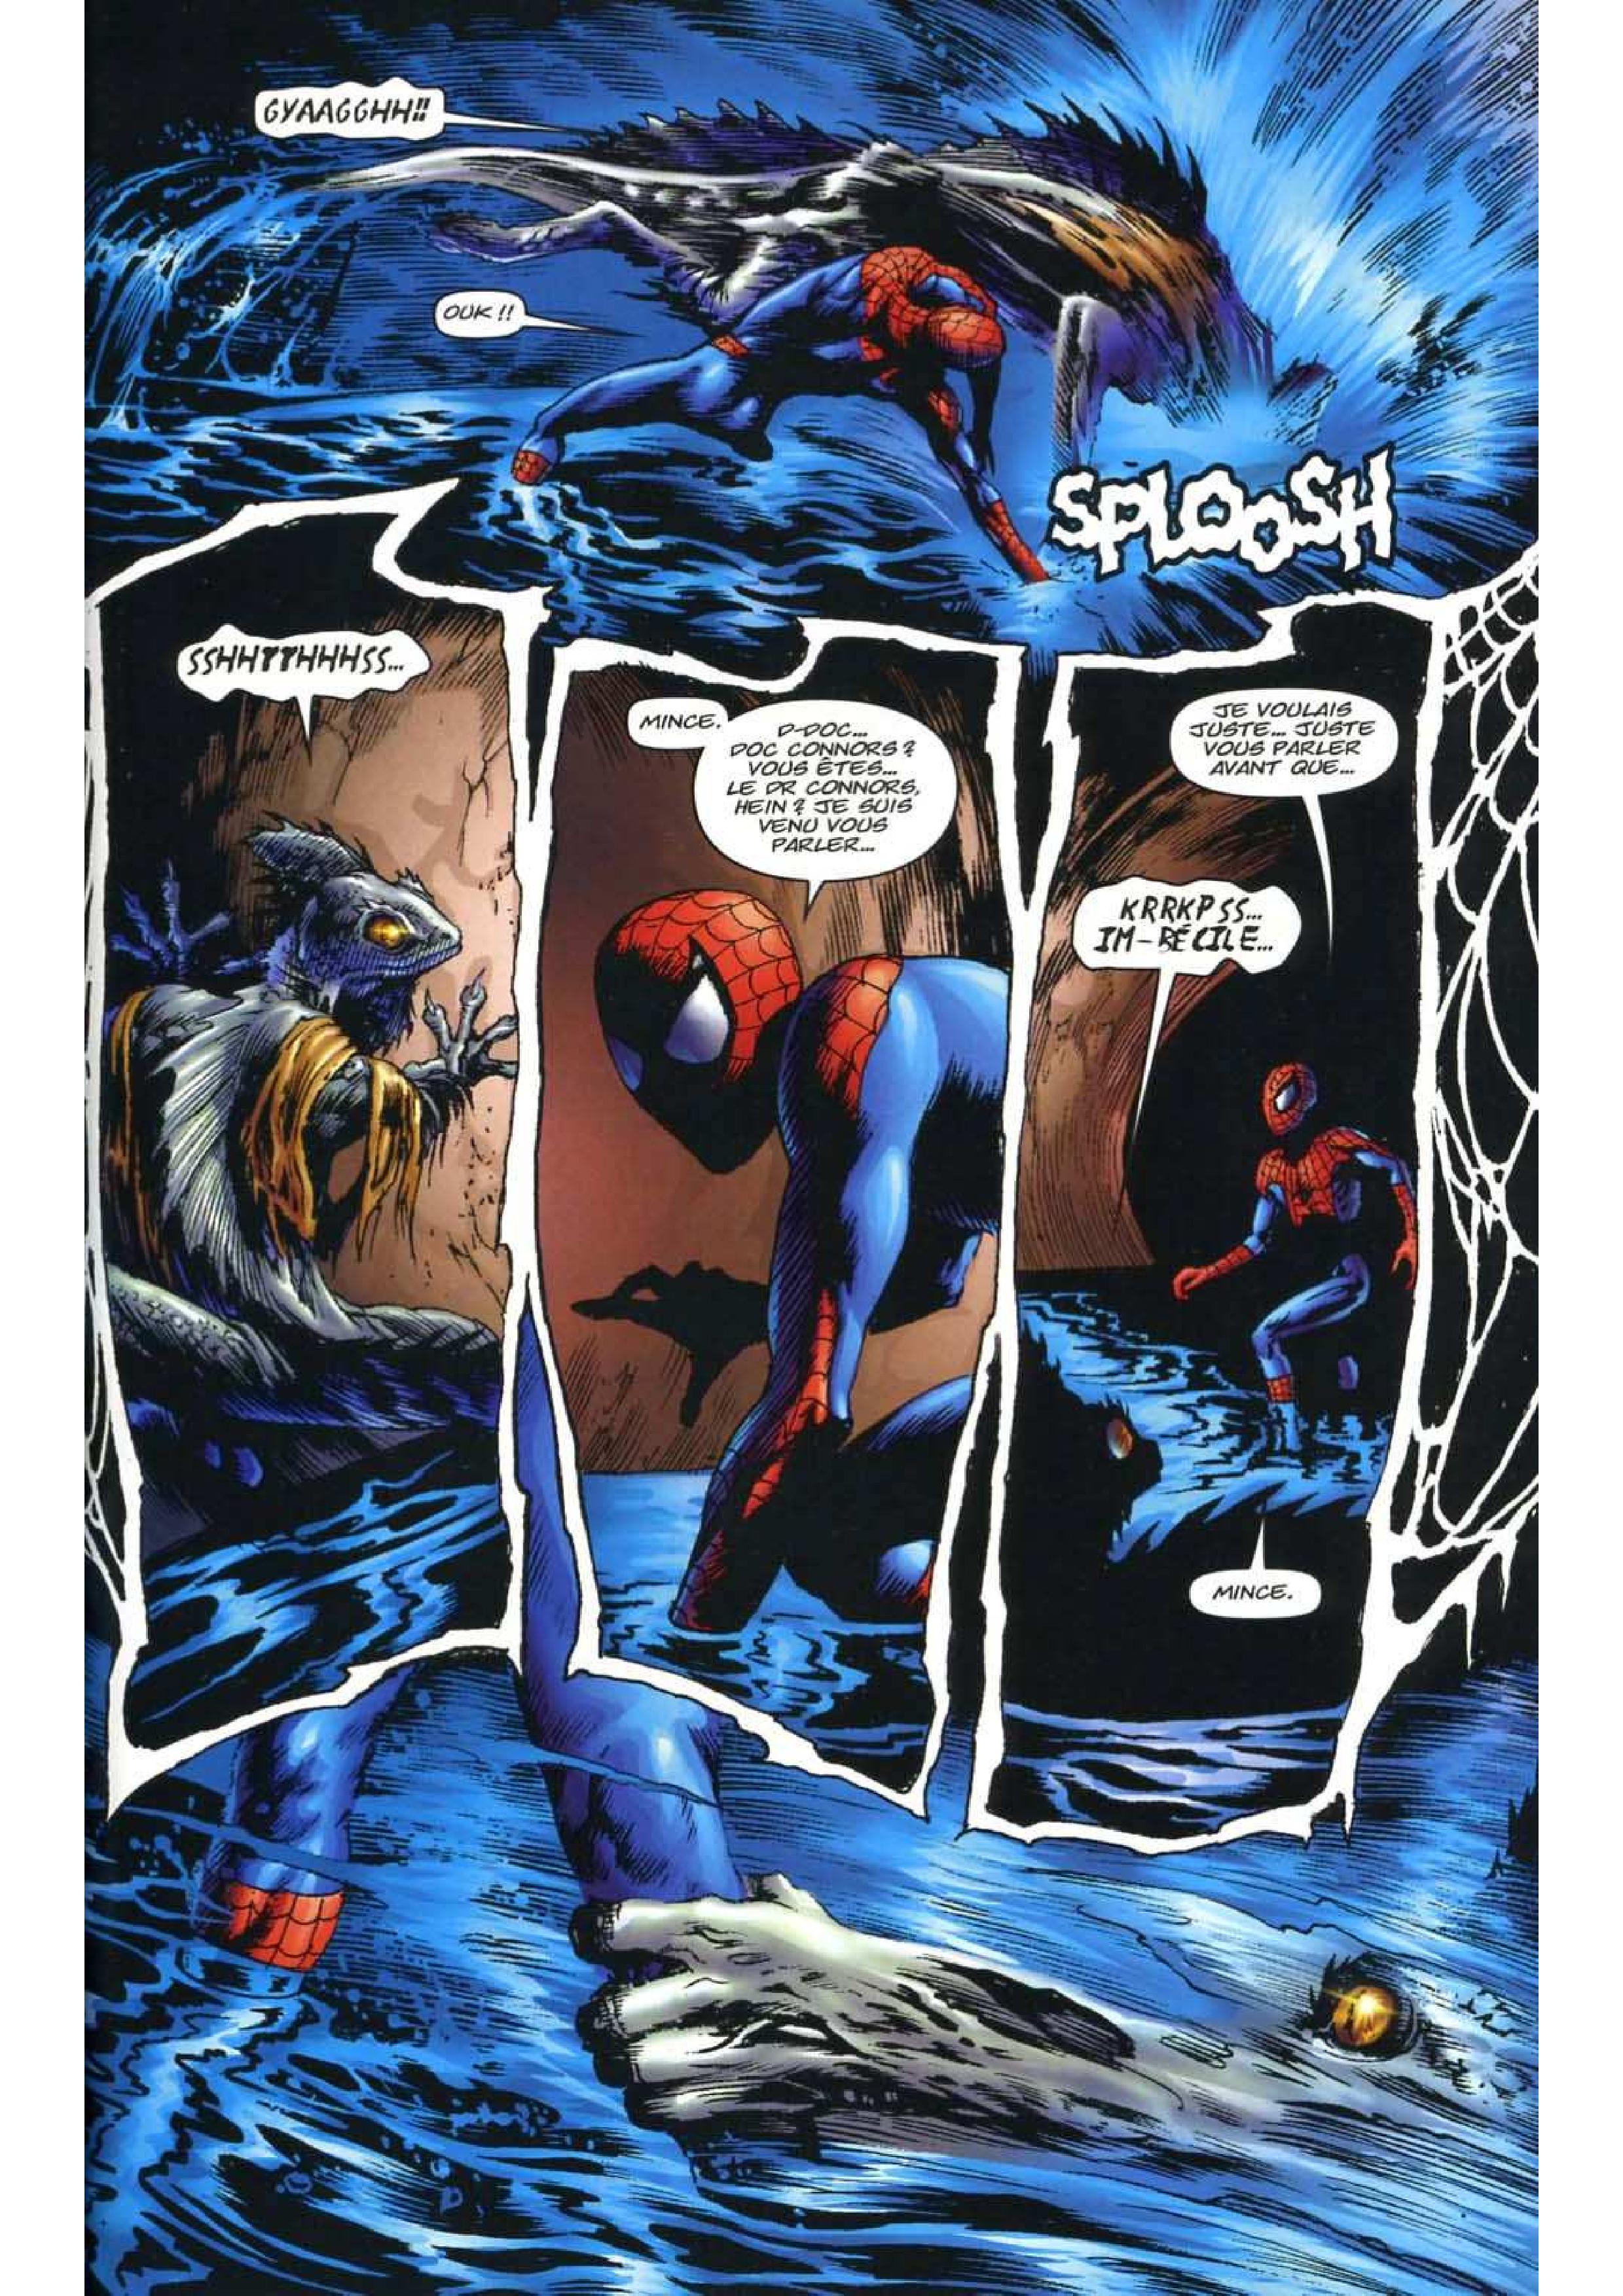 GYAAGGHH!!
OUK !!
SPLOOSH
SSHHTTHHHSS...
MINCE.
D-DOC...
DOC CONNORS ?
VOUS ÊTES...
LE DR CONNORS,
HEIN ? JE SUIS
VENU VOUS
PARLER...
JE VOULAIS
JUSTE... JUSTE
VOUS PARLER
AVANT QUE...
KRRKPSS...
IM-BÉCILE...
MINCE.